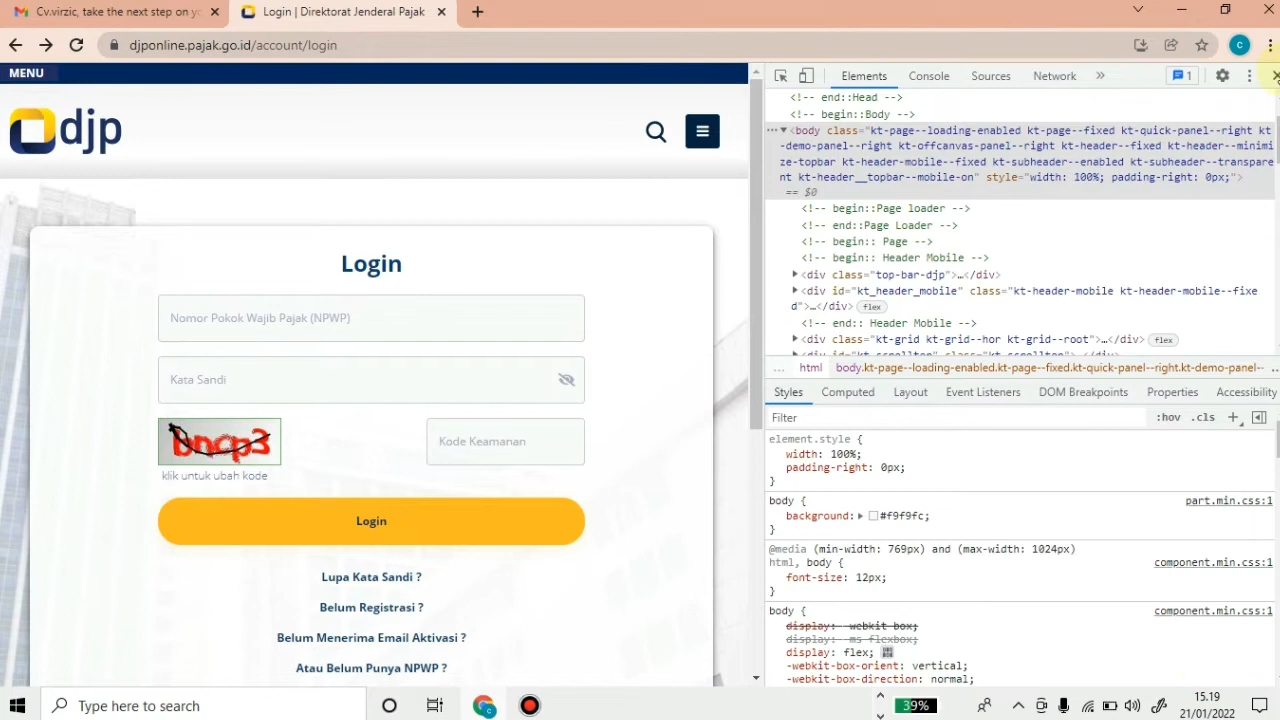 Cv.virzic, take the next step on y
Login | Direktorat Jenderal Pajak
djponline.pajak.go.id/account/login
MENU
djp
Login
Nomor Pokok Wajib Pajak (NPWP)
Kata Sandi
bncp3
Kode Keamanan
klik untuk ubah kode
Login
Lupa Kata Sandi ?
Belum Registrasi ?
Belum Menerima Email Aktivasi ?
Atau Belum Punya NPWP ?
Elements Console Sources Network » 1
<!-- end::Head -->
<!-- begin::Body -->
<body class="kt-page--loading-enabled kt-page--fixed kt-quick-panel--right kt
-demo-panel--right kt-offcanvas-panel--right kt-header--fixed kt-header--minimi
ze-topbar kt-header-mobile--fixed kt-subheader--enabled kt-subheader--transpare
nt kt-header__topbar--mobile-on" style="width: 100%; padding-right: 0px;">
== $0
<!-- begin::Page loader -->
<!-- end::Page Loader -->
<!-- begin:: Page -->
<!-- begin:: Header Mobile -->
<div class="top-bar-djp">…</div>
<div id="kt_header_mobile" class="kt-header-mobile kt-header-mobile--fixe
d">…</div> flex
<!-- end:: Header Mobile -->
<div class="kt-grid kt-grid--hor kt-grid--root">…</div> flex
… html body.kt-page--loading-enabled.kt-page--fixed.kt-quick-panel--right.kt-demo-panel-- …
Styles Computed Layout Event Listeners DOM Breakpoints Properties Accessibility
Filter :hov .cls +
element.style {
width: 100%;
padding-right: 0px;
}
body { part.min.css:1
background: #f9f9fc;
}
@media (min-width: 769px) and (max-width: 1024px)
html, body { component.min.css:1
font-size: 12px;
}
body { component.min.css:1
display: -webkit-box;
display: -ms-flexbox;
display: flex;
-webkit-box-orient: vertical;
-webkit-box-direction: normal;
Type here to search
39%
15.19
21/01/2022